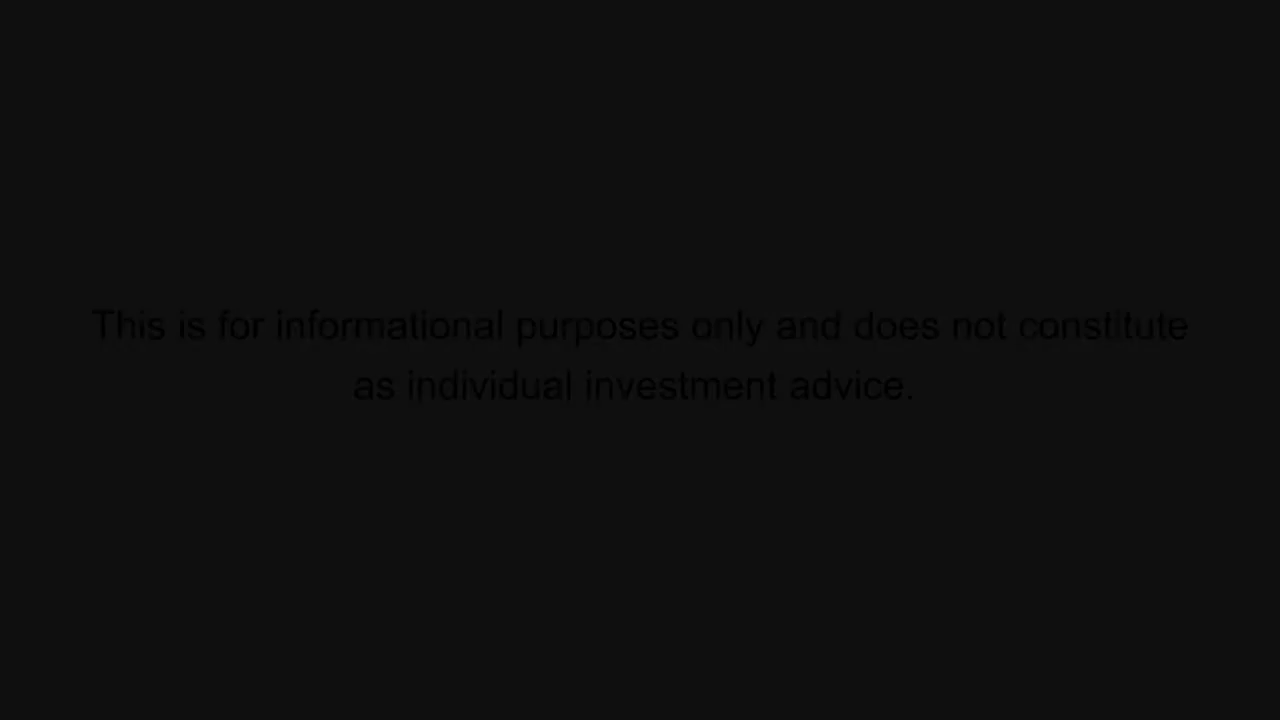 This is for informational purposes only and does not constitute
as individual investment advice.